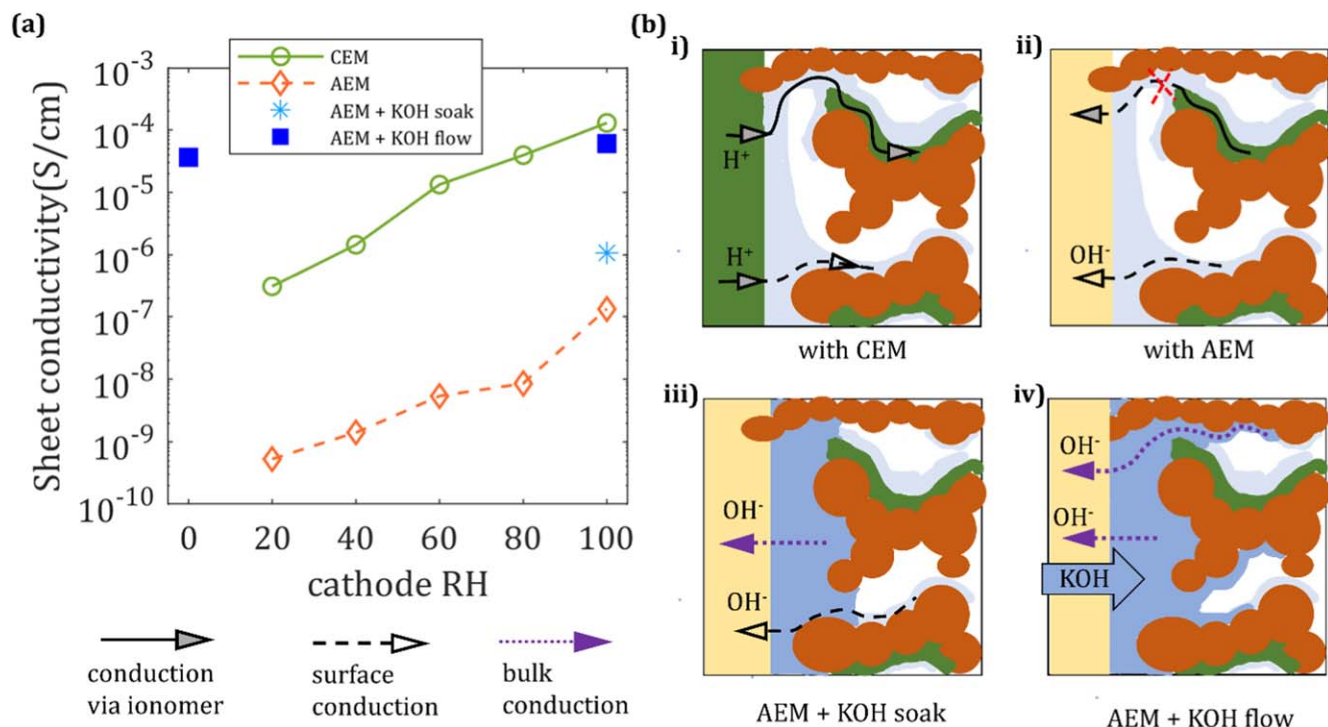 (a)
CEM
AEM
AEM + KOH soak
AEM + KOH flow
Sheet conductivity(S/cm)
10-3
10-4
10-5
10-6
10-7
10-8
10-9
10-10
0 20 40 60 80 100
cathode RH
conduction
via ionomer
surface
conduction
bulk
conduction
(b)
i)
H+
H+
with CEM
ii)
OH-
with AEM
iii)
OH-
OH-
AEM + KOH soak
iv)
OH-
OH-
KOH
AEM + KOH flow